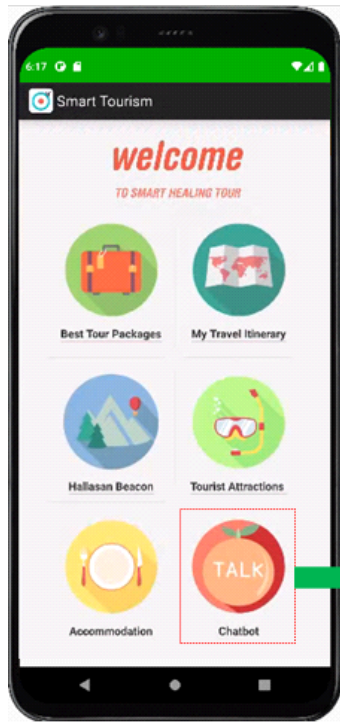 6:17
Smart Tourism
welcome
TO SMART HEALING TOUR
Best Tour Packages
My Travel Itinerary
Hallasan Beacon
Tourist Attractions
TALK
Accommodation
Chatbot